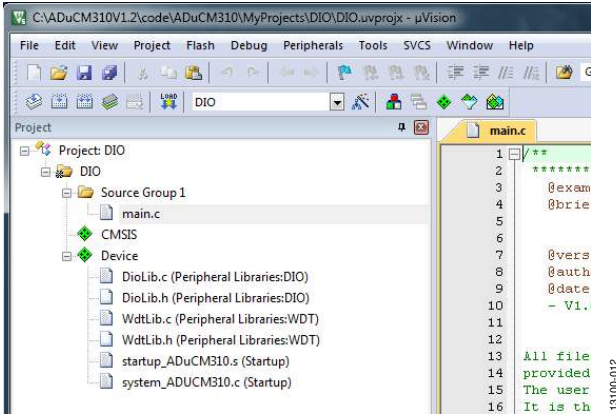 C:\ADuCM310V1.2\code\ADuCM310\MyProjects\DIO\DIO.uvprojx - µVision
File Edit View Project Flash Debug Peripherals Tools SVCS Window Help
LOAD DIO
Project
main.c
Project: DIO
DIO
Source Group 1
main.c
CMSIS
Device
DioLib.c (Peripheral Libraries:DIO)
DioLib.h (Peripheral Libraries:DIO)
WdtLib.c (Peripheral Libraries:WDT)
WdtLib.h (Peripheral Libraries:WDT)
startup_ADuCM310.s (Startup)
system_ADUCM310.c (Startup)
1 /**
2 *******
3 @exam
4 @brie
5
6
7 @vers
8 @auth
9 @date
10 - V1.
11
12
13 All file
14 provided
15 The user
16 It is th
13100-012